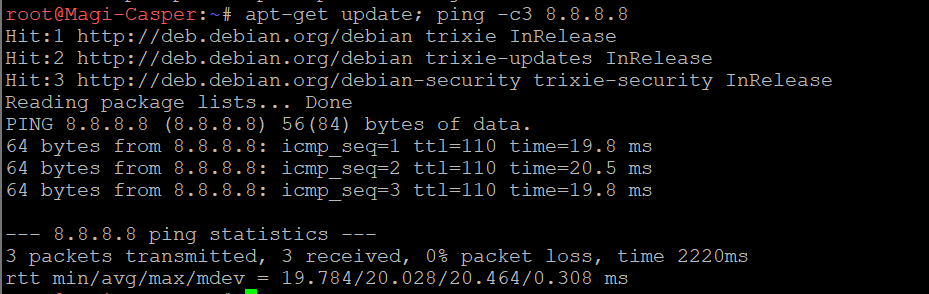 root@Magi-Casper:~# apt-get update; ping -c3 8.8.8.8
Hit:1 http://deb.debian.org/debian trixie InRelease
Hit:2 http://deb.debian.org/debian trixie-updates InRelease
Hit:3 http://deb.debian.org/debian-security trixie-security InRelease
Reading package lists... Done
PING 8.8.8.8 (8.8.8.8) 56(84) bytes of data.
64 bytes from 8.8.8.8: icmp_seq=1 ttl=110 time=19.8 ms
64 bytes from 8.8.8.8: icmp_seq=2 ttl=110 time=20.5 ms
64 bytes from 8.8.8.8: icmp_seq=3 ttl=110 time=19.8 ms
--- 8.8.8.8 ping statistics ---
3 packets transmitted, 3 received, 0% packet loss, time 2220ms
rtt min/avg/max/mdev = 19.784/20.028/20.464/0.308 ms